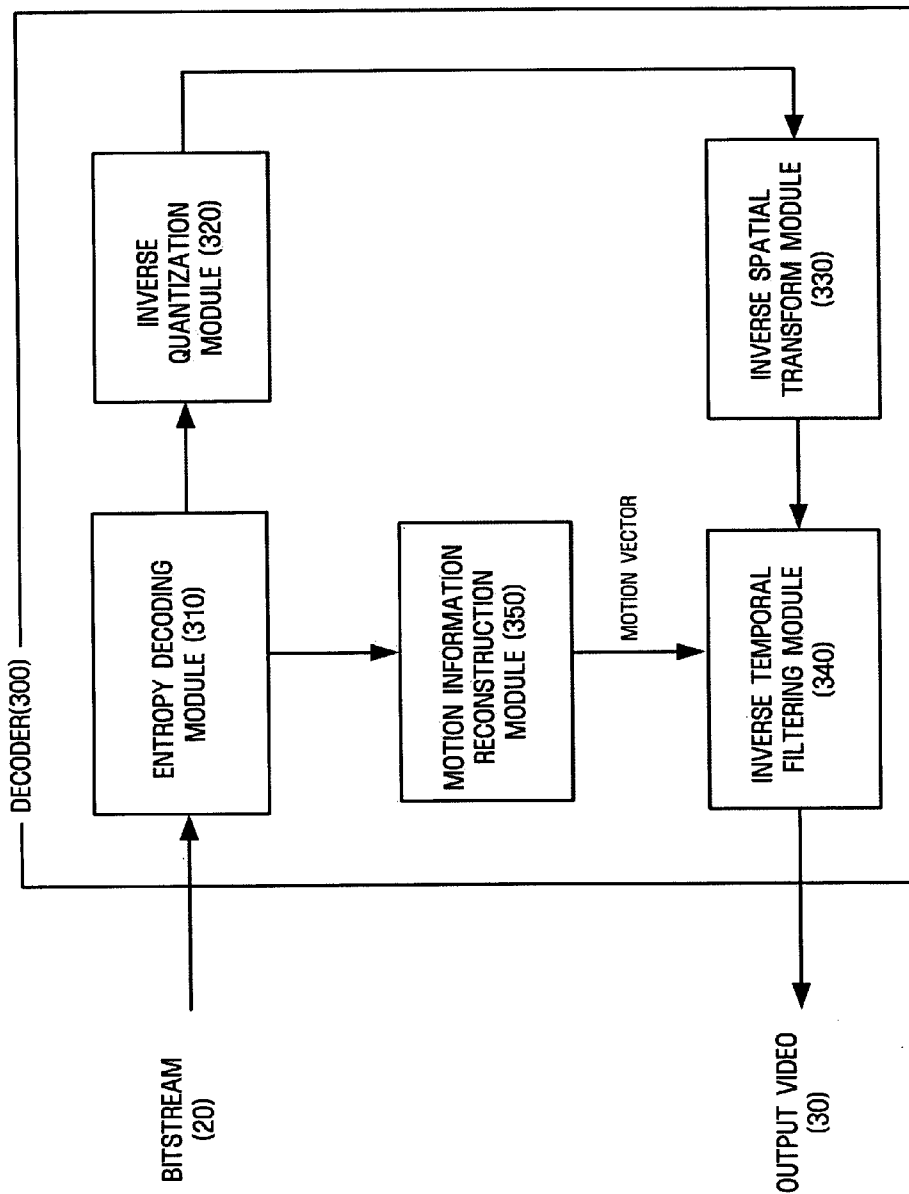 DECODER(300)
BITSTREAM
(20)
ENTROPY DECODING
MODULE (310)
INVERSE
QUANTIZATION
MODULE (320)
MOTION INFORMATION
RECONSTRUCTION
MODULE (350)
MOTION VECTOR
INVERSE SPATIAL
TRANSFORM MODULE
(330)
INVERSE TEMPORAL
FILTERING MODULE
(340)
OUTPUT VIDEO
(30)